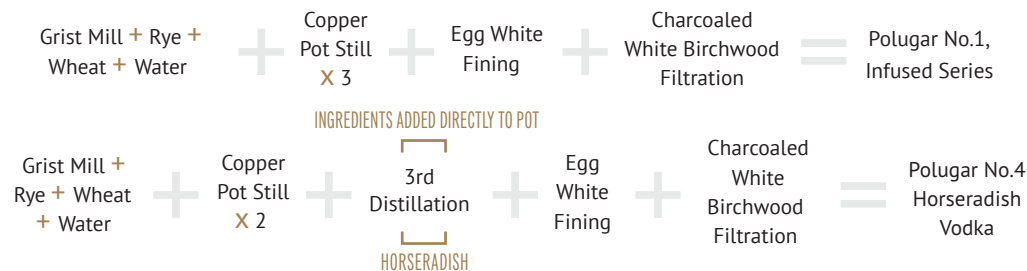 Grist Mill + Rye +
Wheat + Water
+
Copper
Pot Still
X 3
+
Egg White
Fining
+
Charcoaled
White Birchwood
Filtration
=
Polugar No.1,
Infused Series
INGREDIENTS ADDED DIRECTLY TO POT
Grist Mill +
Rye + Wheat
+ Water
+
Copper
Pot Still
X 2
+
3rd
Distillation
HORSERADISH
+
Egg
White
Fining
+
Charcoaled
White
Birchwood
Filtration
=
Polugar No.4
Horseradish
Vodka